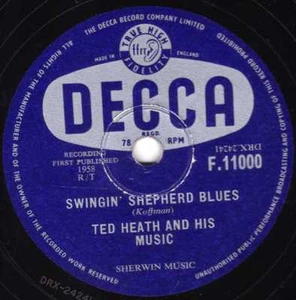 THE DECCA RECORD COMPANY LIMITED
ALL RIGHTS OF THE MANUFACTURER AND OF THE OWNER OF THE RECORDED WORK RESERVED
UNAUTHORISED PUBLIC PERFORMANCE BROADCASTING AND COPYING OF THIS RECORD PROHIBITED
TRUE HIGH
ffrr
FIDELITY
MADE IN ENGLAND
DECCA
REGD.
78 RPM
RECORDING
FIRST PUBLISHED
1958
R/T
DRX-24241
F.11000
SWINGIN' SHEPHERD BLUES
(Koffman)
TED HEATH AND HIS
MUSIC
SHERWIN MUSIC